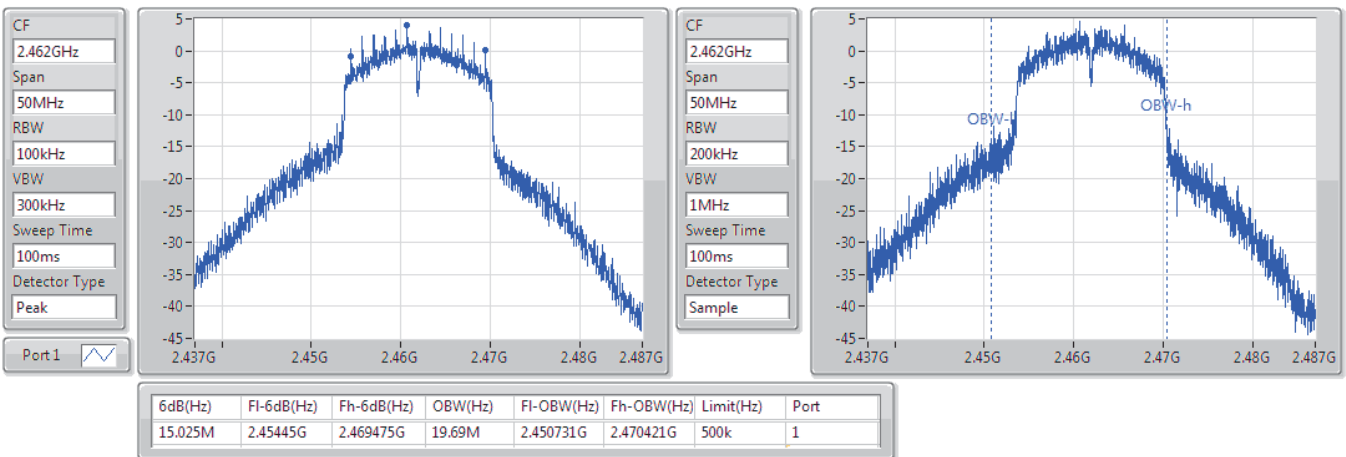 CF
2.462GHz
Span
50MHz
RBW
100kHz
VBW
300kHz
Sweep Time
100ms
Detector Type
Peak
Port 1
5
0
-5
-10
-15
-20
-25
-30
-35
-40
-45
2.437G 2.45G 2.46G 2.47G 2.48G 2.487G
CF
2.462GHz
Span
50MHz
RBW
200kHz
VBW
1MHz
Sweep Time
100ms
Detector Type
Sample
5
0
-5
-10
-15
-20
-25
-30
-35
-40
-45
OBW-
OBW-h
2.437G 2.45G 2.46G 2.47G 2.48G 2.487G
6dB(Hz) Fl-6dB(Hz) Fh-6dB(Hz) OBW(Hz) Fl-OBW(Hz) Fh-OBW(Hz) Limit(Hz) Port
15.025M 2.45445G 2.469475G 19.69M 2.450731G 2.470421G 500k 1